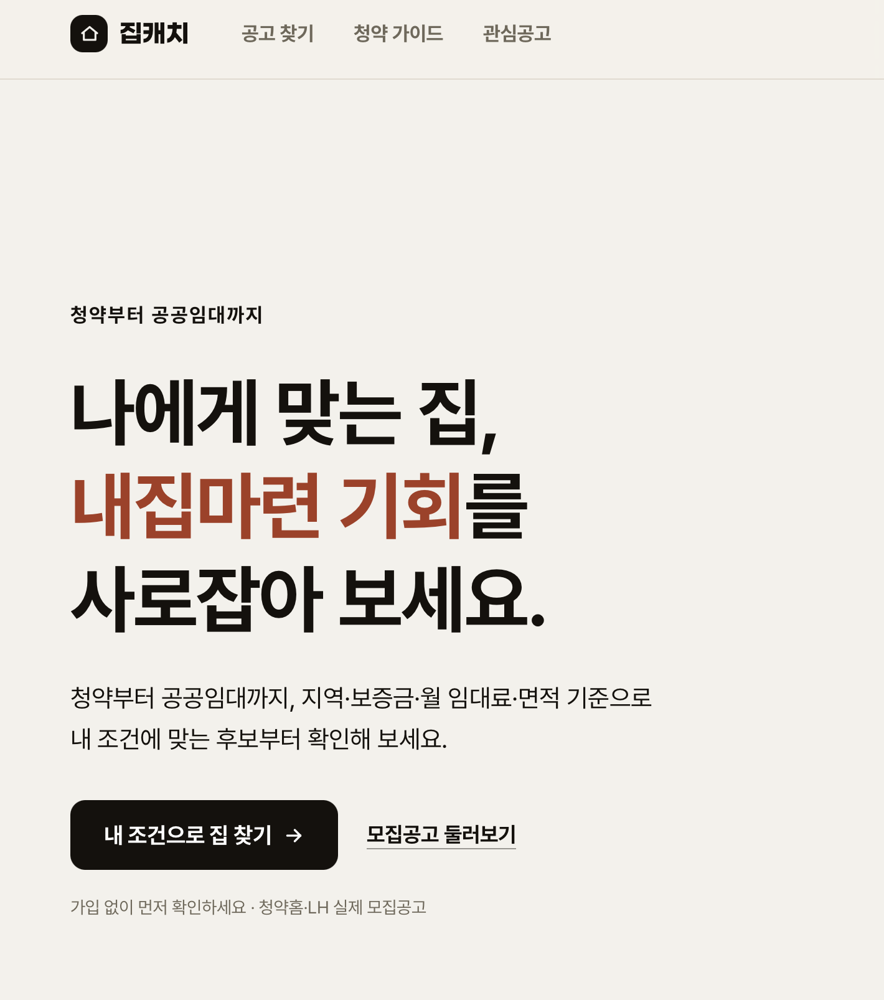 집캐치
공고 찾기
청약 가이드
관심공고
청약부터 공공임대까지
나에게 맞는 집,
내집마련 기회를
사로잡아 보세요.
청약부터 공공임대까지, 지역·보증금·월 임대료·면적 기준으로
내 조건에 맞는 후보부터 확인해 보세요.
내 조건으로 집 찾기 →
모집공고 둘러보기
가입 없이 먼저 확인하세요 · 청약홈·LH 실제 모집공고